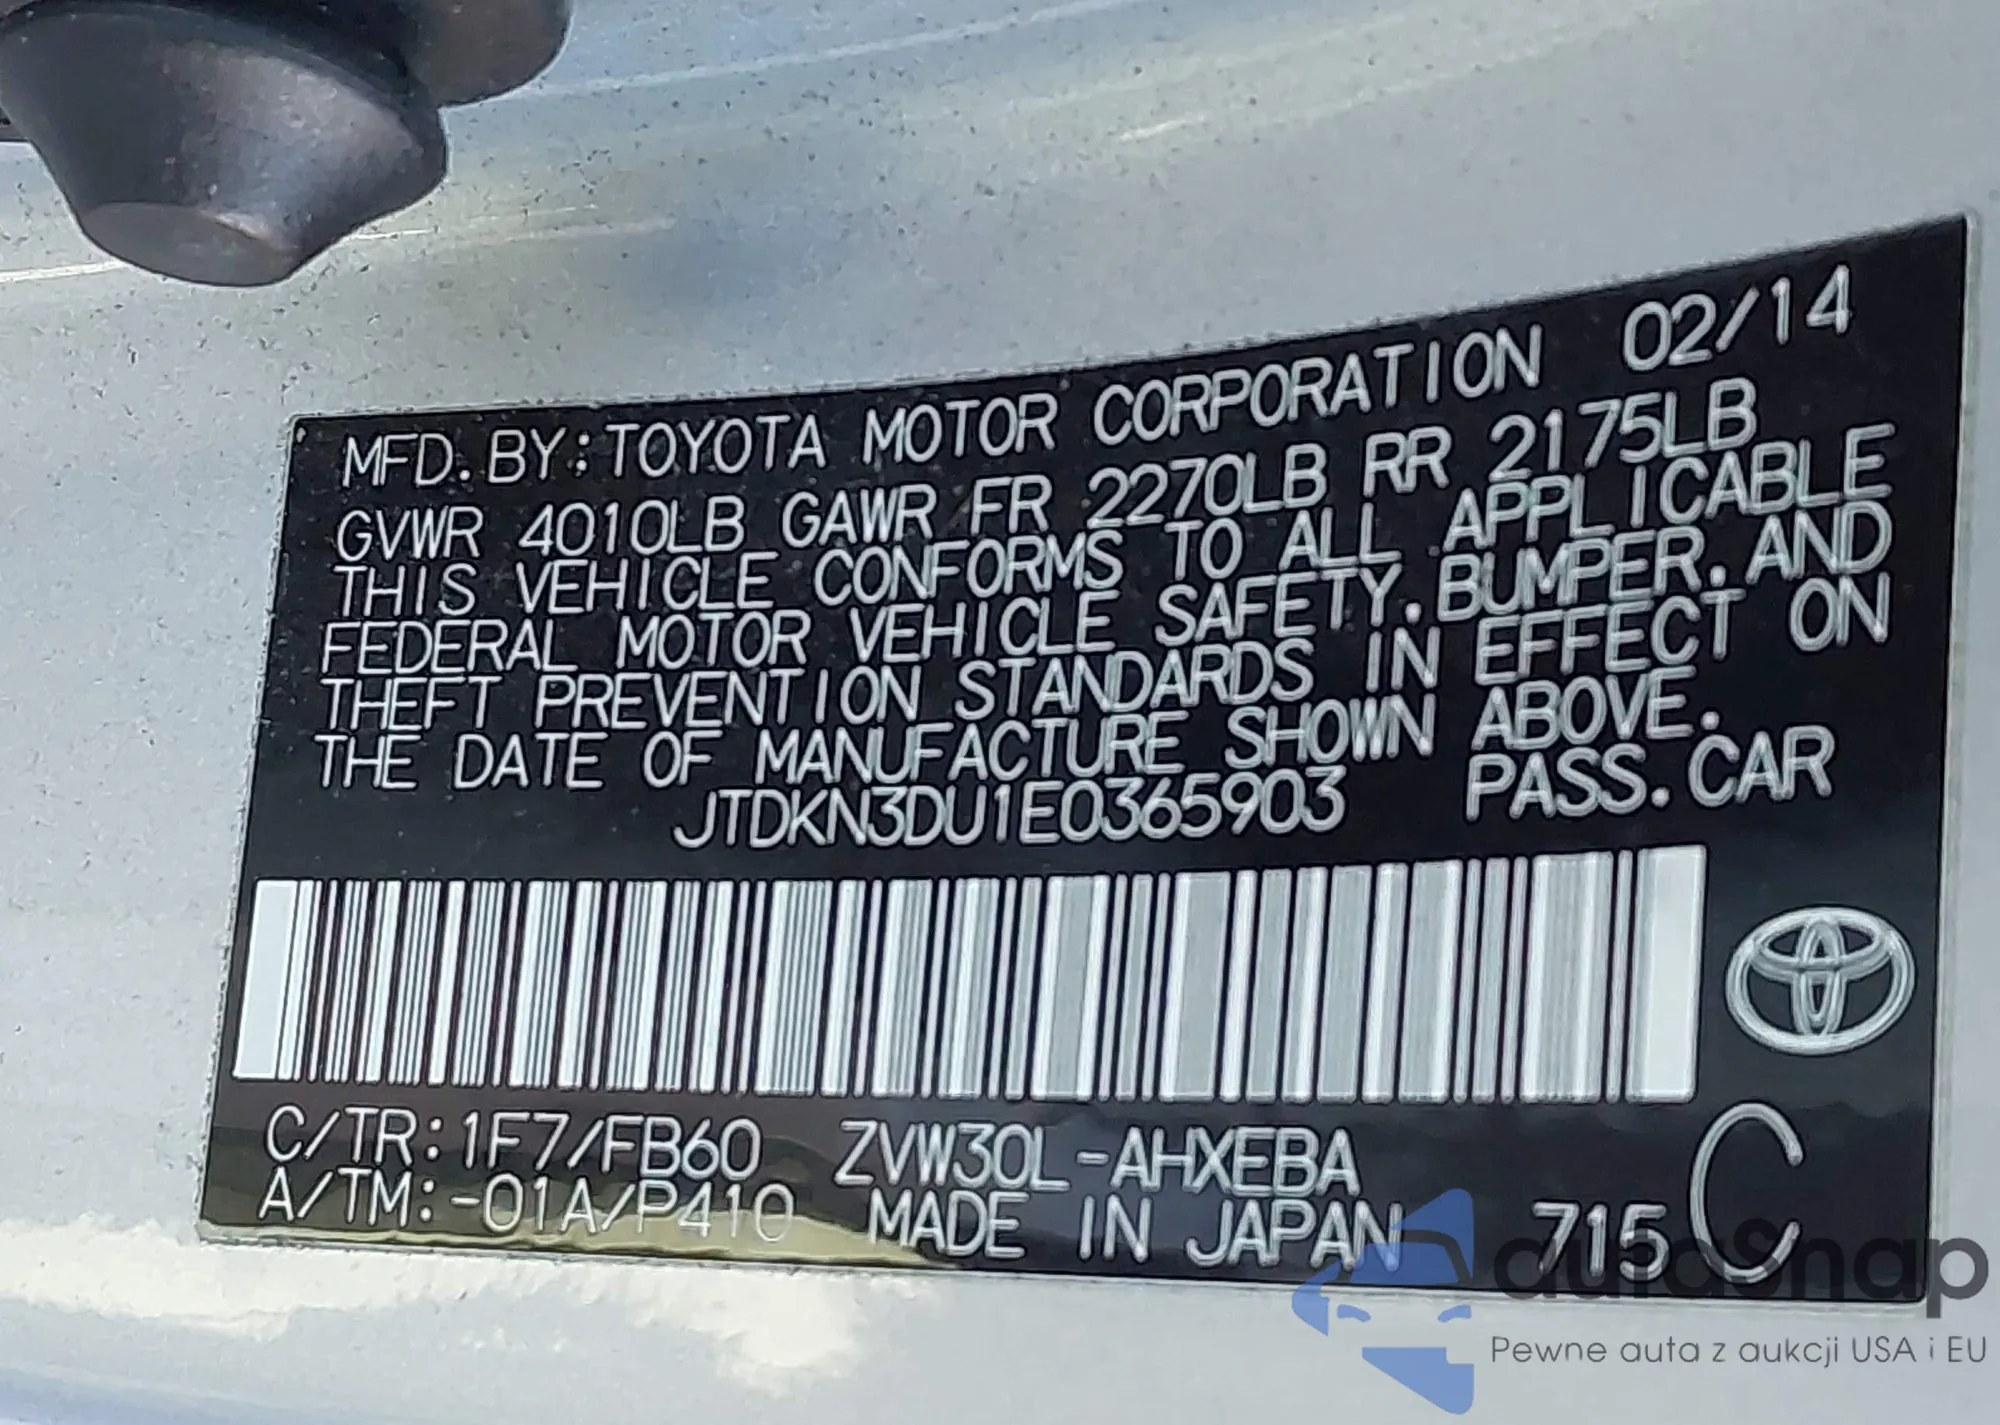 MFD. BY: TOYOTA MOTOR CORPORATION 02/14
GVWR 4010LB GAWR FR 2270LB RR 2175LB
THIS VEHICLE CONFORMS TO ALL APPLICABLE
FEDERAL MOTOR VEHICLE SAFETY, BUMPER, AND
THEFT PREVENTION STANDARDS IN EFFECT ON
THE DATE OF MANUFACTURE SHOWN ABOVE.
JTDKN3DU1E0365903 PASS. CAR
C/TR: 1F7/FB60 ZVW30L-AHXEBA C
A/TM: -01A/P410 MADE IN JAPAN 715
autoSnap
Pewne auta z aukcji USA i EU